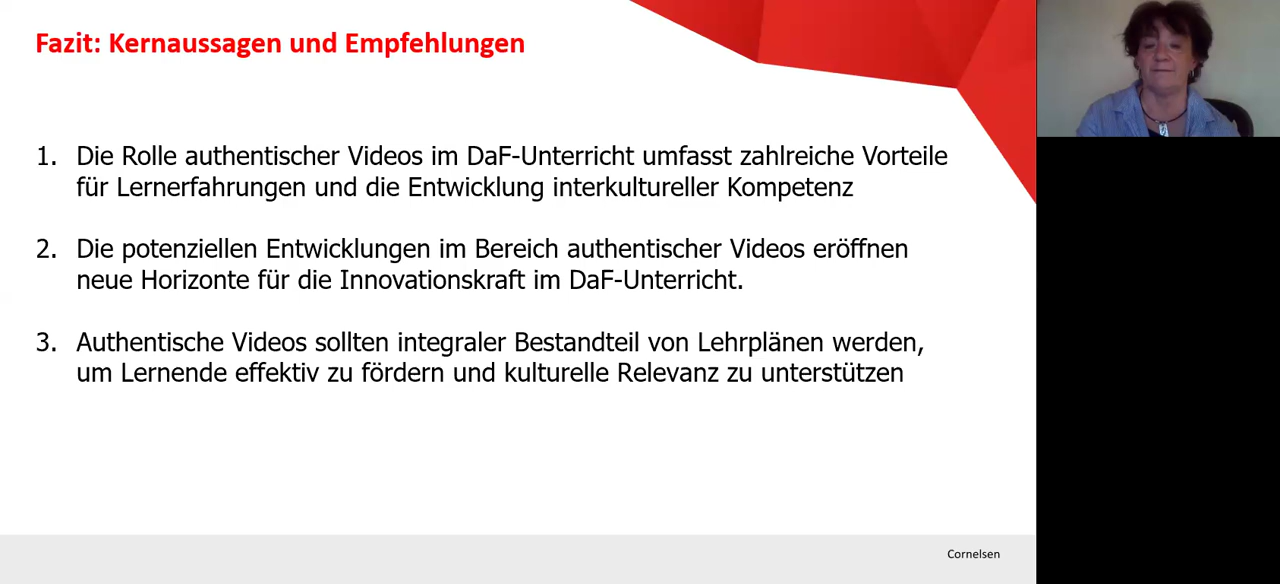 Fazit: Kernaussagen und Empfehlungen
1. Die Rolle authentischer Videos im DaF-Unterricht umfasst zahlreiche Vorteile
für Lernerfahrungen und die Entwicklung interkultureller Kompetenz
2. Die potenziellen Entwicklungen im Bereich authentischer Videos eröffnen
neue Horizonte für die Innovationskraft im DaF-Unterricht.
3. Authentische Videos sollten integraler Bestandteil von Lehrplänen werden,
um Lernende effektiv zu fördern und kulturelle Relevanz zu unterstützen
Cornelsen